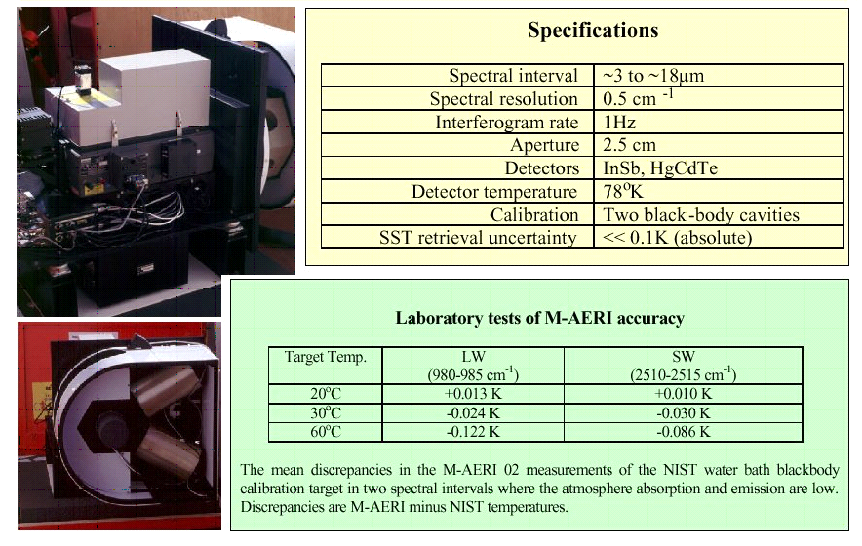 Specifications
Spectral interval ~3 to ~18µm
Spectral resolution 0.5 cm -1
Interferogram rate 1Hz
Aperture 2.5 cm
Detectors InSb, HgCdTe
Detector temperature 78oK
Calibration Two black-body cavities
SST retrieval uncertainty << 0.1K (absolute)
Laboratory tests of M-AERI accuracy
Target Temp. LW SW
(980-985 cm-1) (2510-2515 cm-1)
20oC +0.013 K +0.010 K
30oC -0.024 K -0.030 K
60oC -0.122 K -0.086 K
The mean discrepancies in the M-AERI 02 measurements of the NIST water bath blackbody
calibration target in two spectral intervals where the atmosphere absorption and emission are low.
Discrepancies are M-AERI minus NIST temperatures.